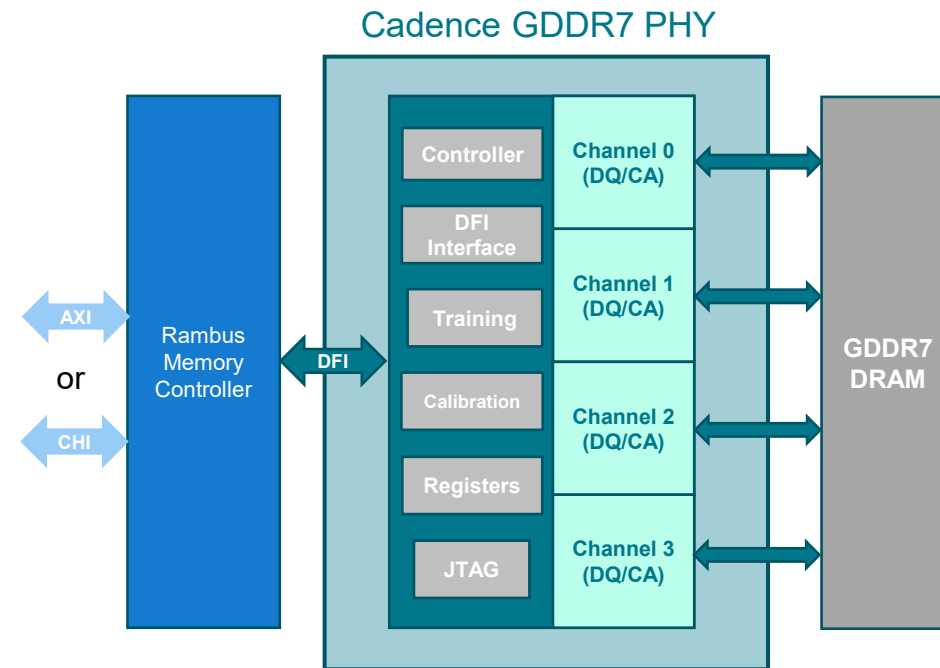 Cadence GDDR7 PHY
AXI
or
CHI
Rambus
Memory
Controller
DFI
Controller
DFI
Interface
Training
Calibration
Registers
JTAG
Channel 0
(DQ/CA)
Channel 1
(DQ/CA)
Channel 2
(DQ/CA)
Channel 3
(DQ/CA)
GDDR7
DRAM